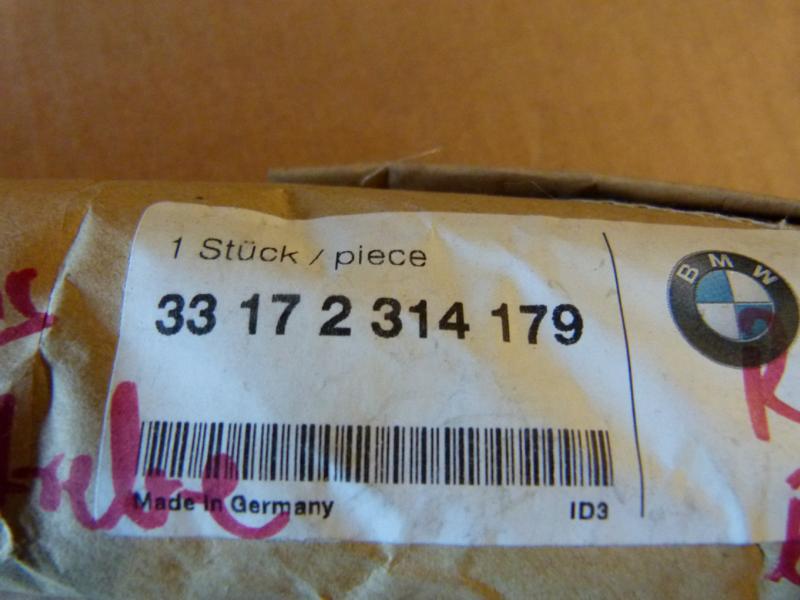 1 Stück / piece
33 17 2 314 179
BMW
Made in Germany
ID3